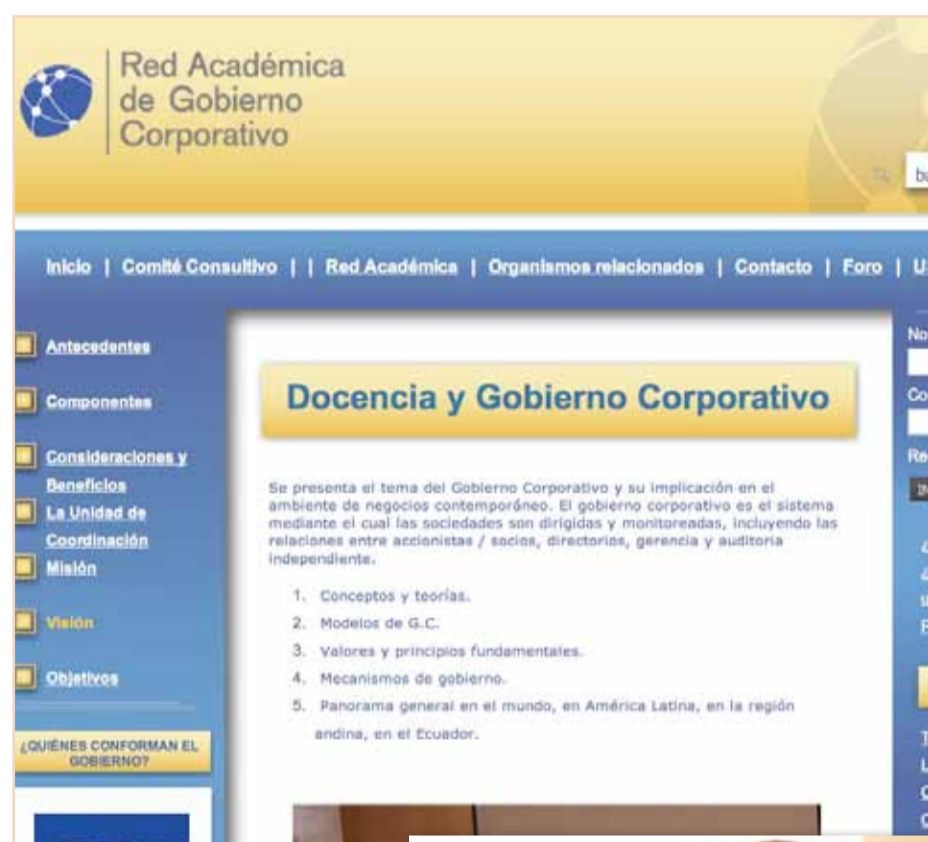 Red Académica
de Gobierno
Corporativo
Inicio | Comité Consultivo | | Red Académica | Organismos relacionados | Contacto | Foro | U
Antecedentes
Componentes
Consideraciones y
Beneficios
La Unidad de
Coordinación
Misión
Visión
Objetivos
¿QUIÉNES CONFORMAN EL
GOBIERNO?
Docencia y Gobierno Corporativo
Se presenta el tema del Gobierno Corporativo y su implicación en el
ambiente de negocios contemporáneo. El gobierno corporativo es el sistema
mediante el cual las sociedades son dirigidas y monitoreadas, incluyendo las
relaciones entre accionistas / socios, directorios, gerencia y auditoria
independiente.
1. Conceptos y teorías.
2. Modelos de G.C.
3. Valores y principios fundamentales.
4. Mecanismos de gobierno.
5. Panorama general en el mundo, en América Latina, en la región
andina, en el Ecuador.